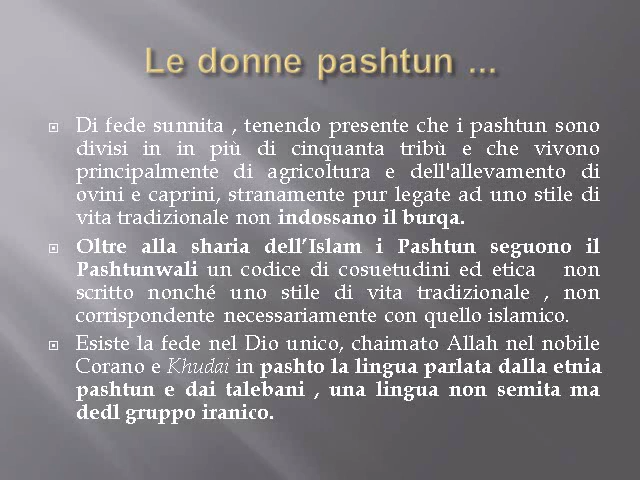 Le donne pashtun ...
Di fede sunnita , tenendo presente che i pashtun sono
divisi in in più di cinquanta tribù e che vivono
principalmente di agricoltura e dell'allevamento di
ovini e caprini, stranamente pur legate ad uno stile di
vita tradizionale non indossano il burqa.
Oltre alla sharia dell’Islam i Pashtun seguono il
Pashtunwali un codice di cosuetudini ed etica non
scritto nonché uno stile di vita tradizionale , non
corrispondente necessariamente con quello islamico.
Esiste la fede nel Dio unico, chaimato Allah nel nobile
Corano e Khudai in pashto la lingua parlata dalla etnia
pashtun e dai talebani , una lingua non semita ma
dedl gruppo iranico.